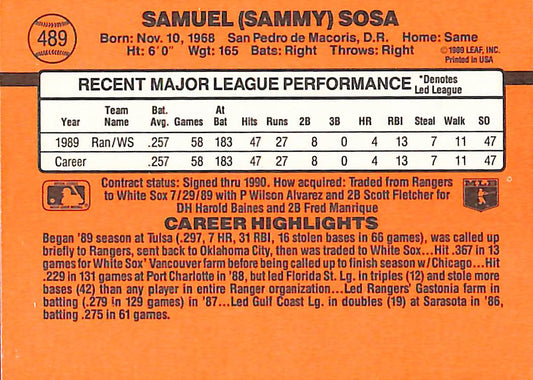 489
SAMUEL (SAMMY) SOSA
Born: Nov. 10, 1968 San Pedro de Macoris, D.R. Home: Same
Ht: 6'0" Wgt: 165 Bats: Right Throws: Right
©1989 LEAF, INC.
Printed in USA
RECENT MAJOR LEAGUE PERFORMANCE *Denotes Led League
Year Team Name Bat. Avg. Games At Bat Hits Runs 2B 3B HR RBI Steal Walk SO
1989 Ran/WS .257 58 183 47 27 8 0 4 13 7 11 47
Career .257 58 183 47 27 8 0 4 13 7 11 47
Contract status: Signed thru 1990. How acquired: Traded from Rangers
to White Sox 7/29/89 with P Wilson Alvarez and 2B Scott Fletcher for
DH Harold Baines and 2B Fred Manrique
CAREER HIGHLIGHTS
Began '89 season at Tulsa (.297, 7 HR, 31 RBI, 16 stolen bases in 66 games), was called up
briefly to Rangers, sent back to Oklahoma City, then was traded to White Sox...Hit .367 in 13
games for White Sox' Vancouver farm before being called up to finish season w/Chicago...Hit
.229 in 131 games at Port Charlotte in '88, but led Florida St. Lg. in triples (12) and stole more
bases (42) than any player in entire Ranger organization...Led Rangers' Gastonia farm in
batting (.279 in 129 games) in '87...Led Gulf Coast Lg. in doubles (19) at Sarasota in '86,
batting .275 in 61 games.